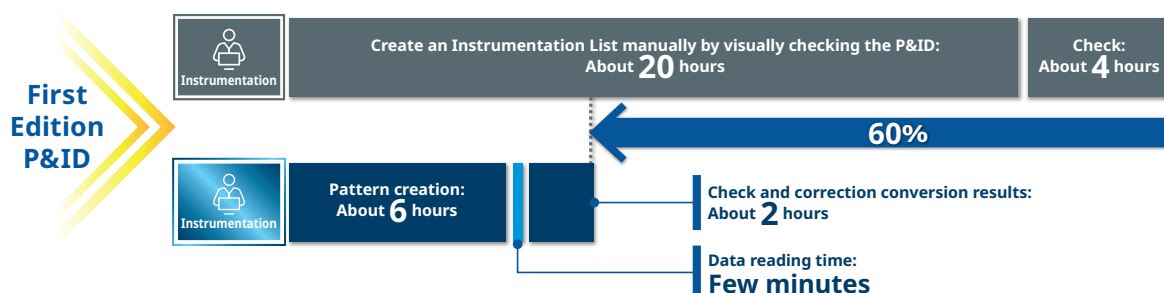 First
Edition
P&ID
Instrumentation
Create an Instrumentation List manually by visually checking the P&ID:
About 20 hours
Check:
About 4 hours
60%
Instrumentation
Pattern creation:
About 6 hours
Check and correction conversion results:
About 2 hours
Data reading time:
Few minutes